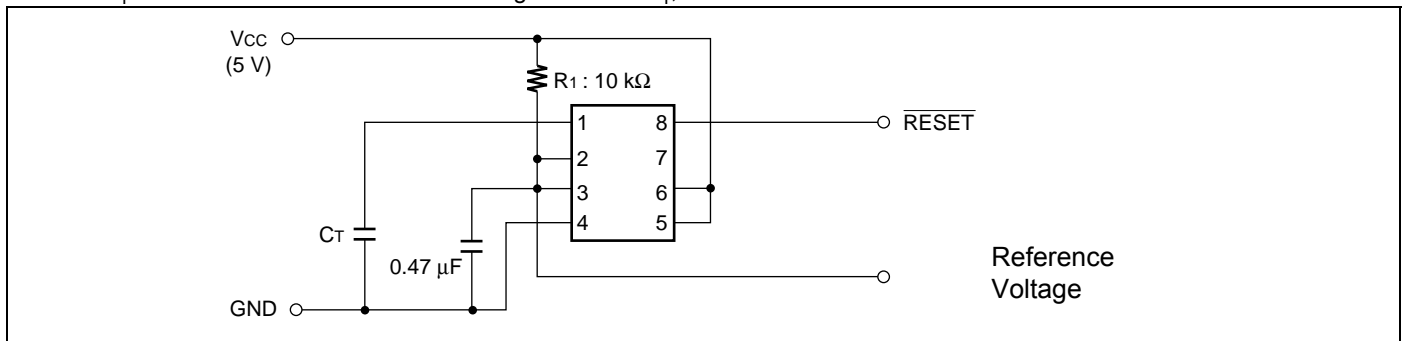 VCC
(5 V)
R1 : 10 kΩ
1
8
RESET
2
7
3
6
4
5
CT
0.47 µF
Reference
Voltage
GND